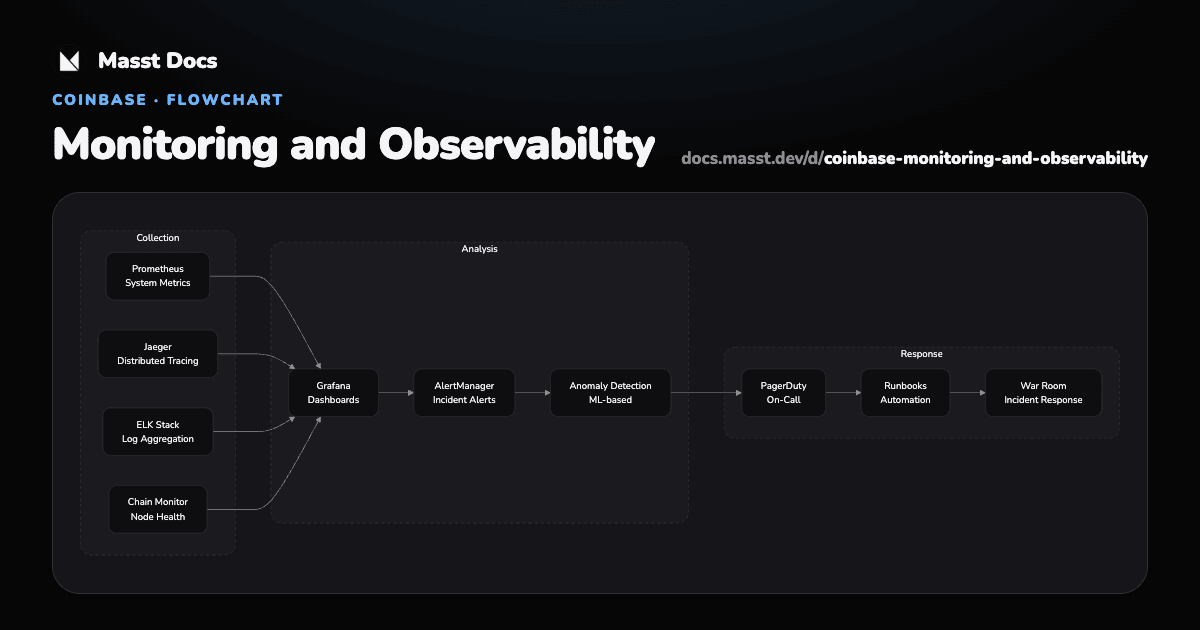 Masst Docs
COINBASE · FLOWCHART
Monitoring and Observability
docs.masst.dev/d/coinbase-monitoring-and-observability
Collection
Prometheus
System Metrics
Jaeger
Distributed Tracing
ELK Stack
Log Aggregation
Chain Monitor
Node Health
Analysis
Grafana
Dashboards
AlertManager
Incident Alerts
Anomaly Detection
ML-based
Response
PagerDuty
On-Call
Runbooks
Automation
War Room
Incident Response